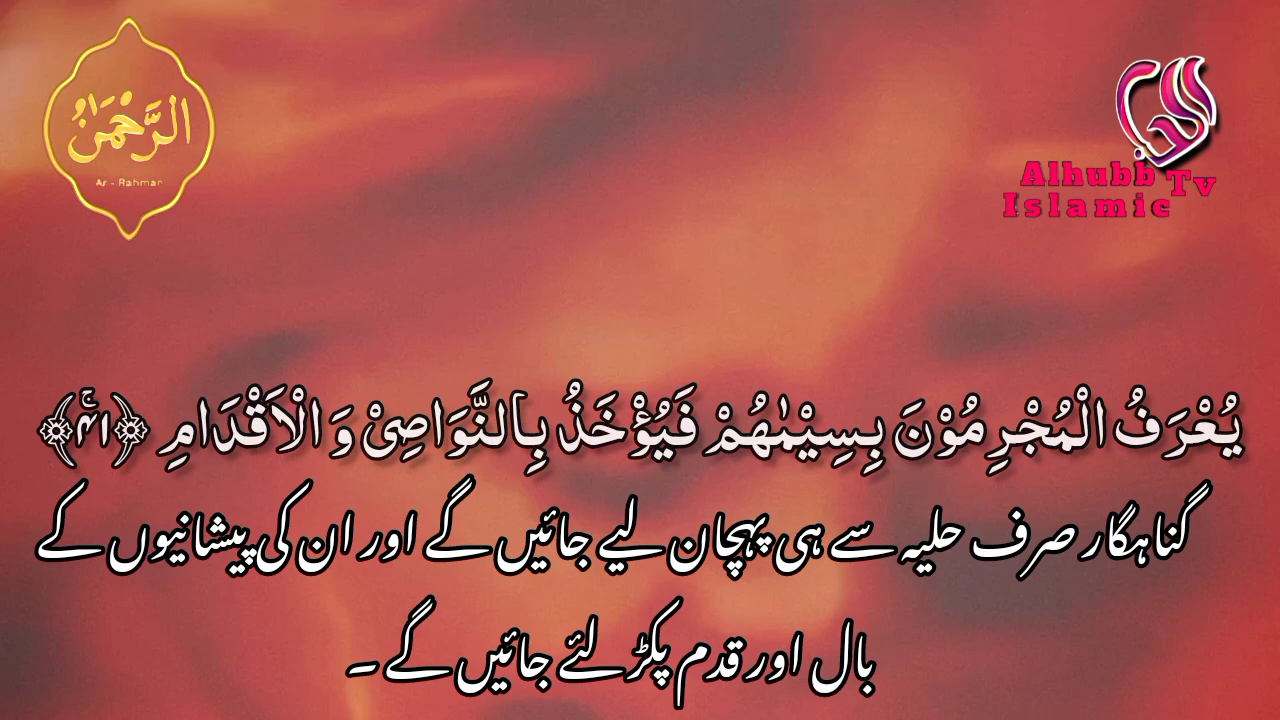 الرَّحْمَٰنُ
Ar - Rahman
الحب
Alhubb Tv
Islamic
يُعْرَفُ الْمُجْرِمُوْنَ بِسِيْمٰهُمْ فَيُؤْخَذُ بِالنَّوَاصِیْ وَ الْاَقْدَامِ ﴿ۚ۴۱﴾
گناہگار صرف حلیہ سے ہی پہچان لیے جائیں گے اور ان کی پیشانیوں کے
بال اور قدم پکڑ لئے جائیں گے۔